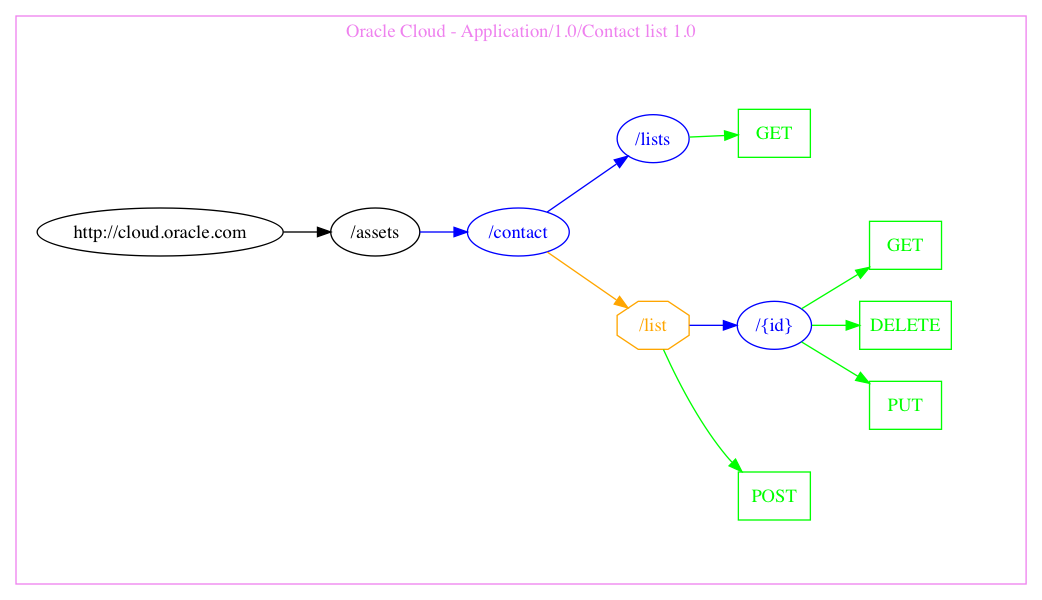 Oracle Cloud - Application/1.0/Contact list 1.0
/lists
GET
http://cloud.oracle.com
/assets
/contact
GET
/list
/{id}
DELETE
PUT
POST